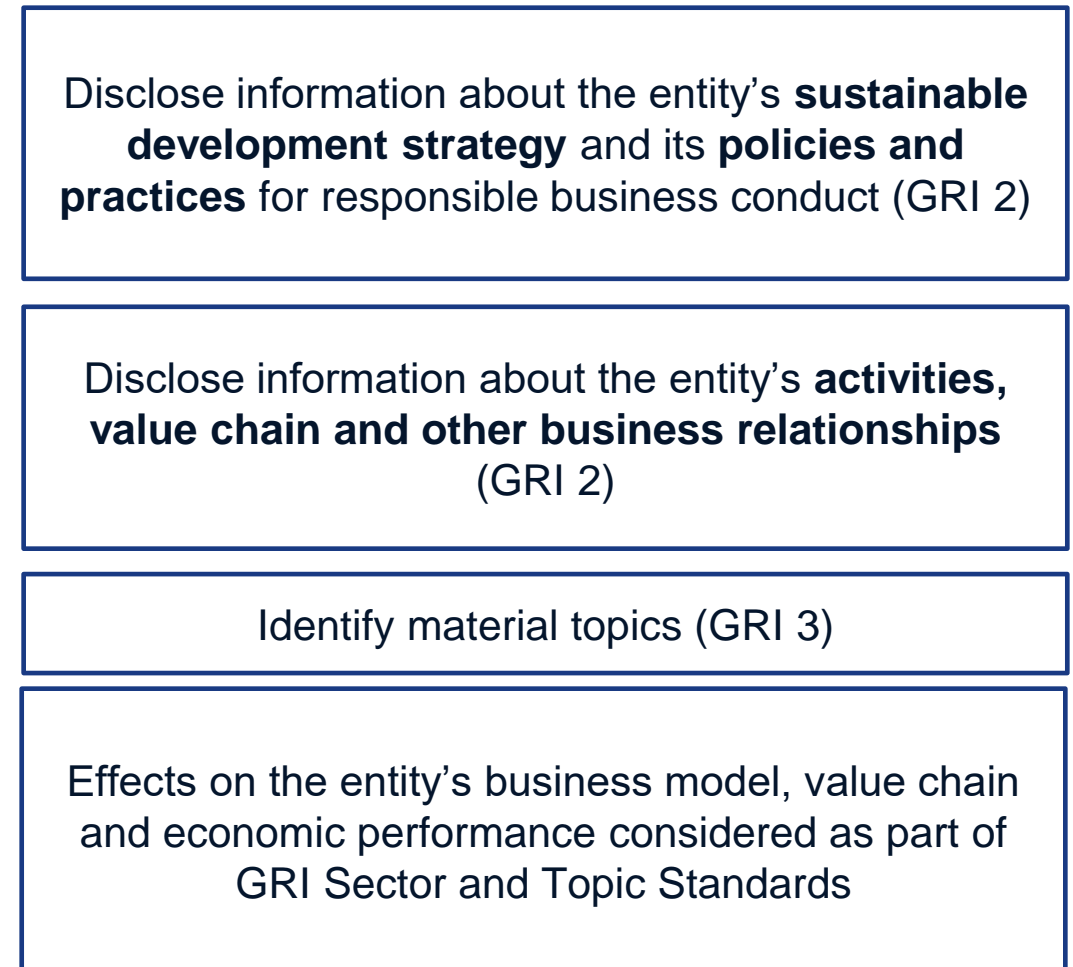 Disclose information about the entity’s sustainable
development strategy and its policies and
practices for responsible business conduct (GRI 2)
Disclose information about the entity’s activities,
value chain and other business relationships
(GRI 2)
Identify material topics (GRI 3)
Effects on the entity’s business model, value chain
and economic performance considered as part of
GRI Sector and Topic Standards